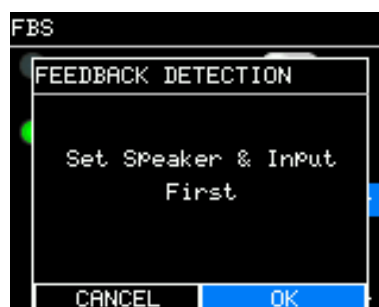 FBS
FEEDBACK DETECTION
Set Speaker & Input
First
CANCEL OK